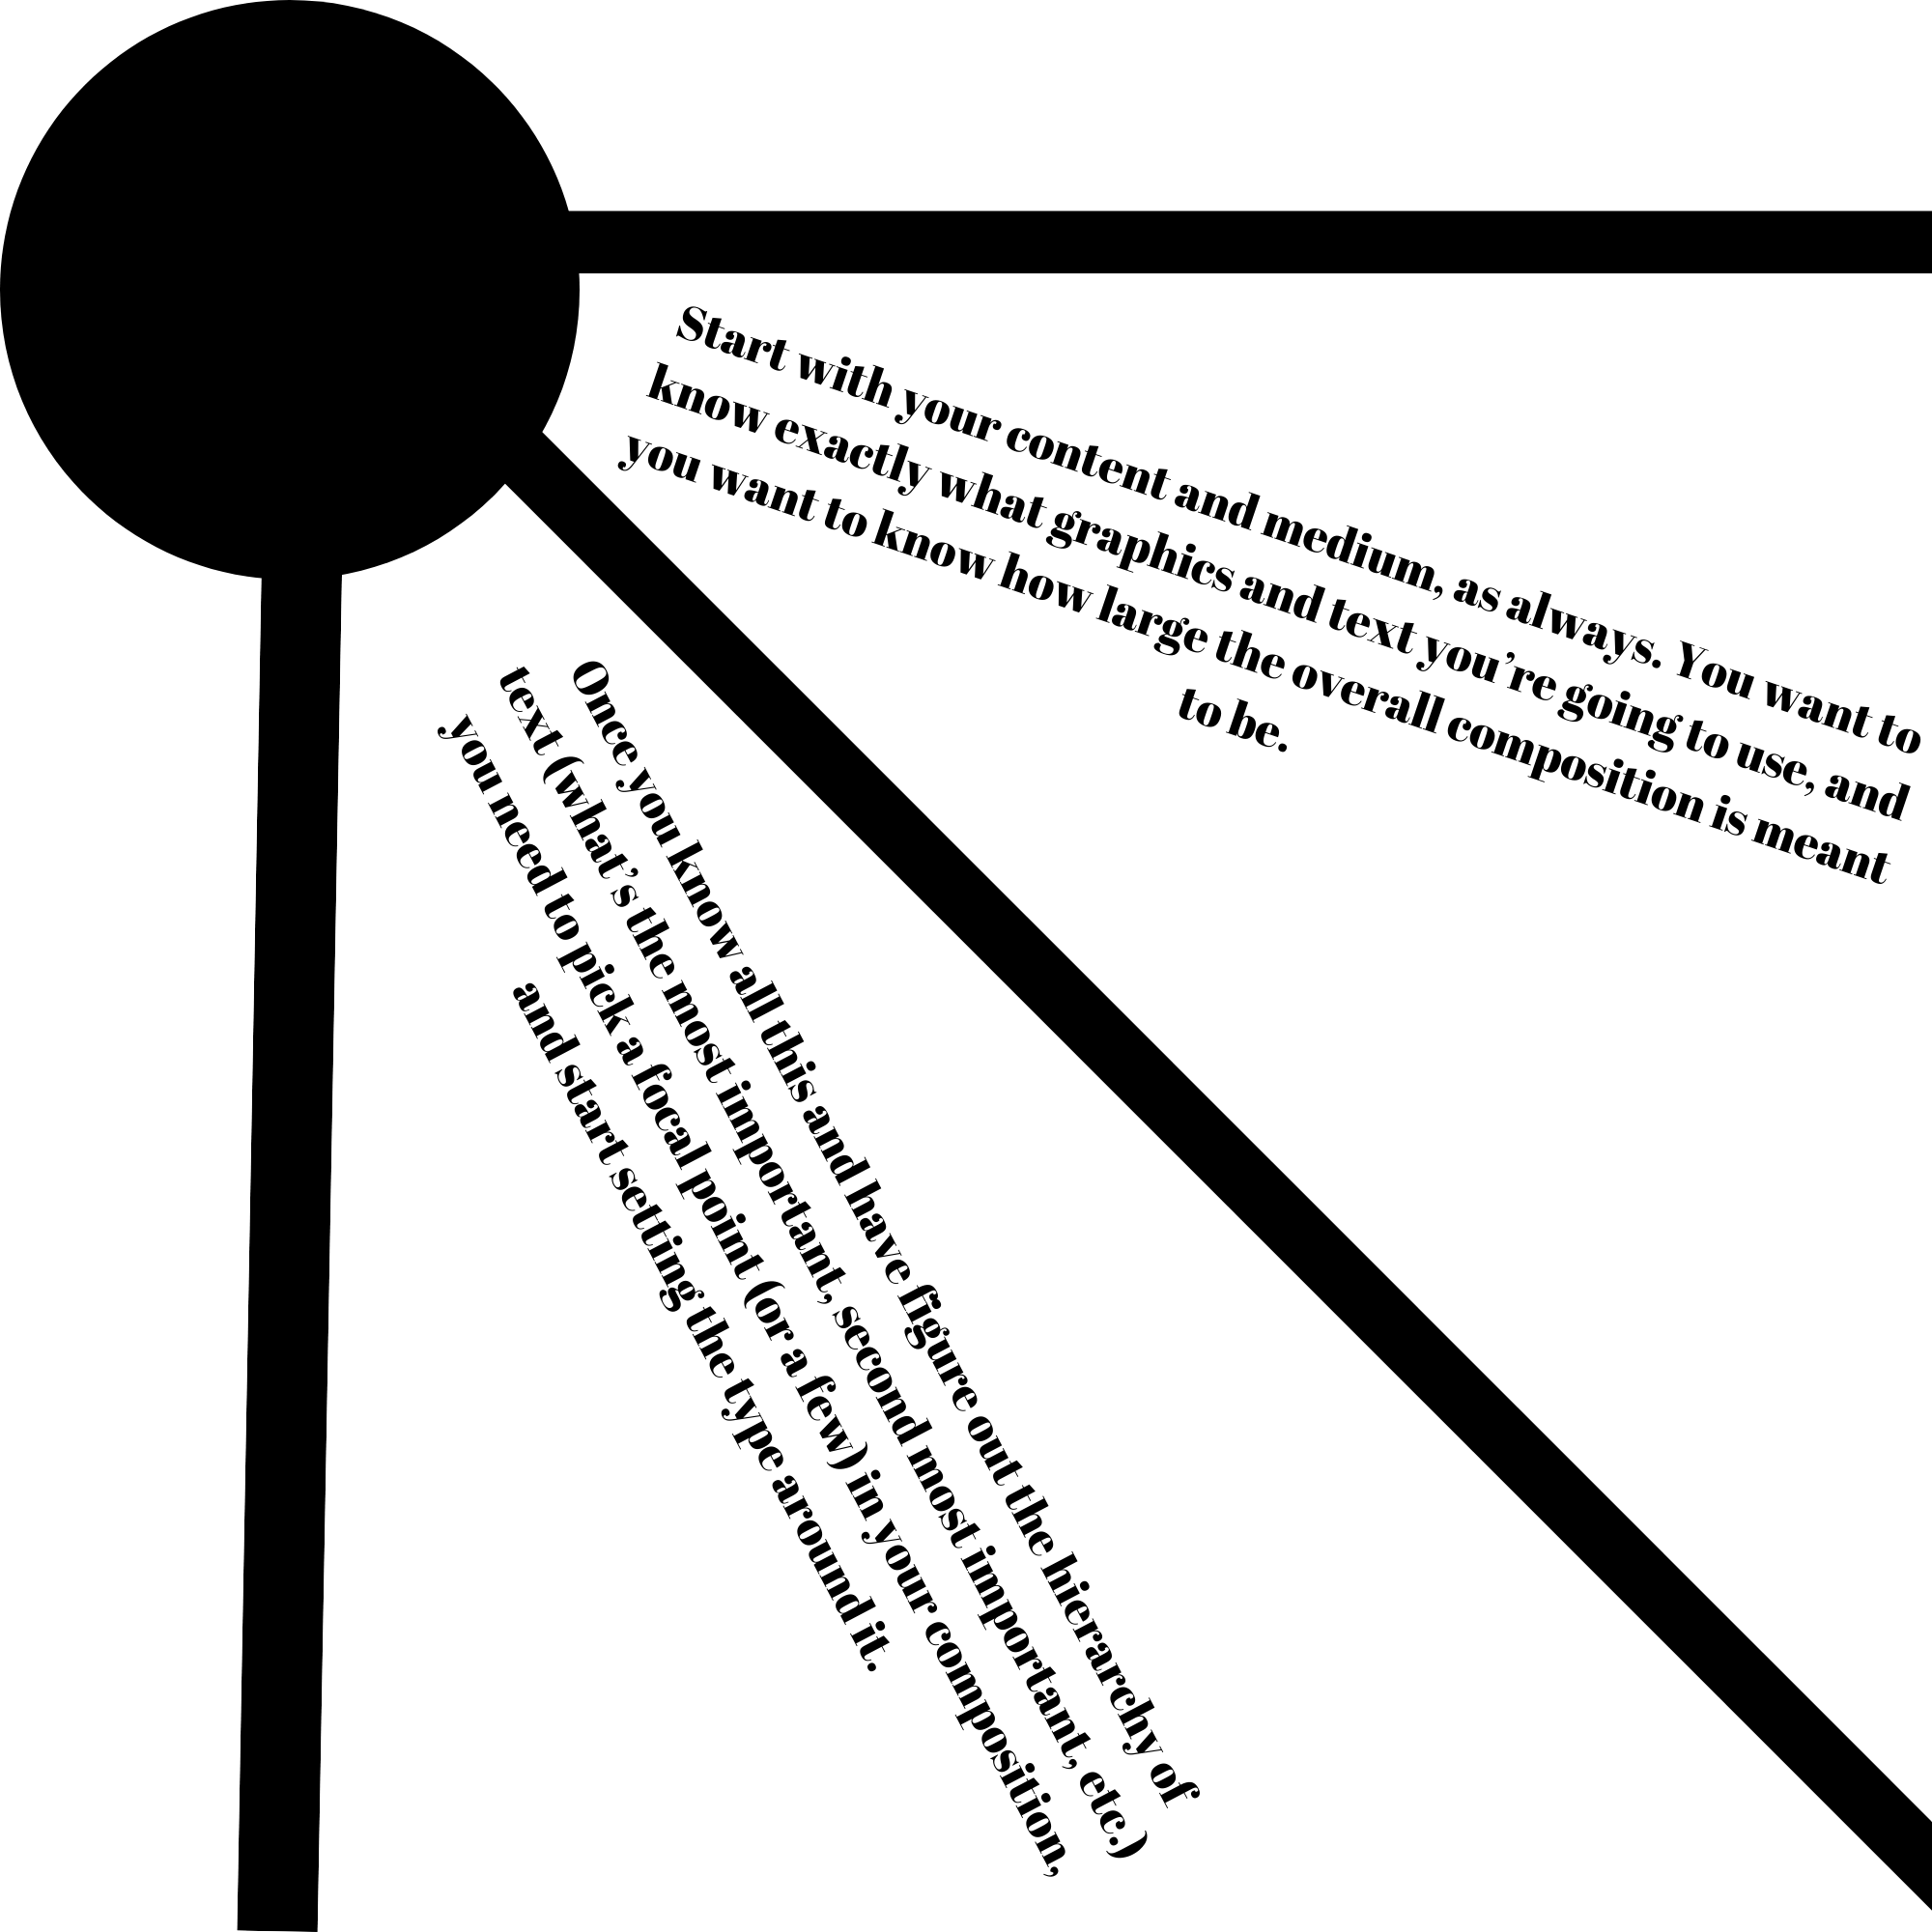 Start with your content and medium, as always. You want to
know exactly what graphics and text you're going to use, and
you want to know how large the overall composition is meant
to be.
Once you know all this and have figure out the hierarchy of
text (what's the most important, second most important, etc.)
you need to pick a focal point (or a few) in your composition,
and start setting the type around it.